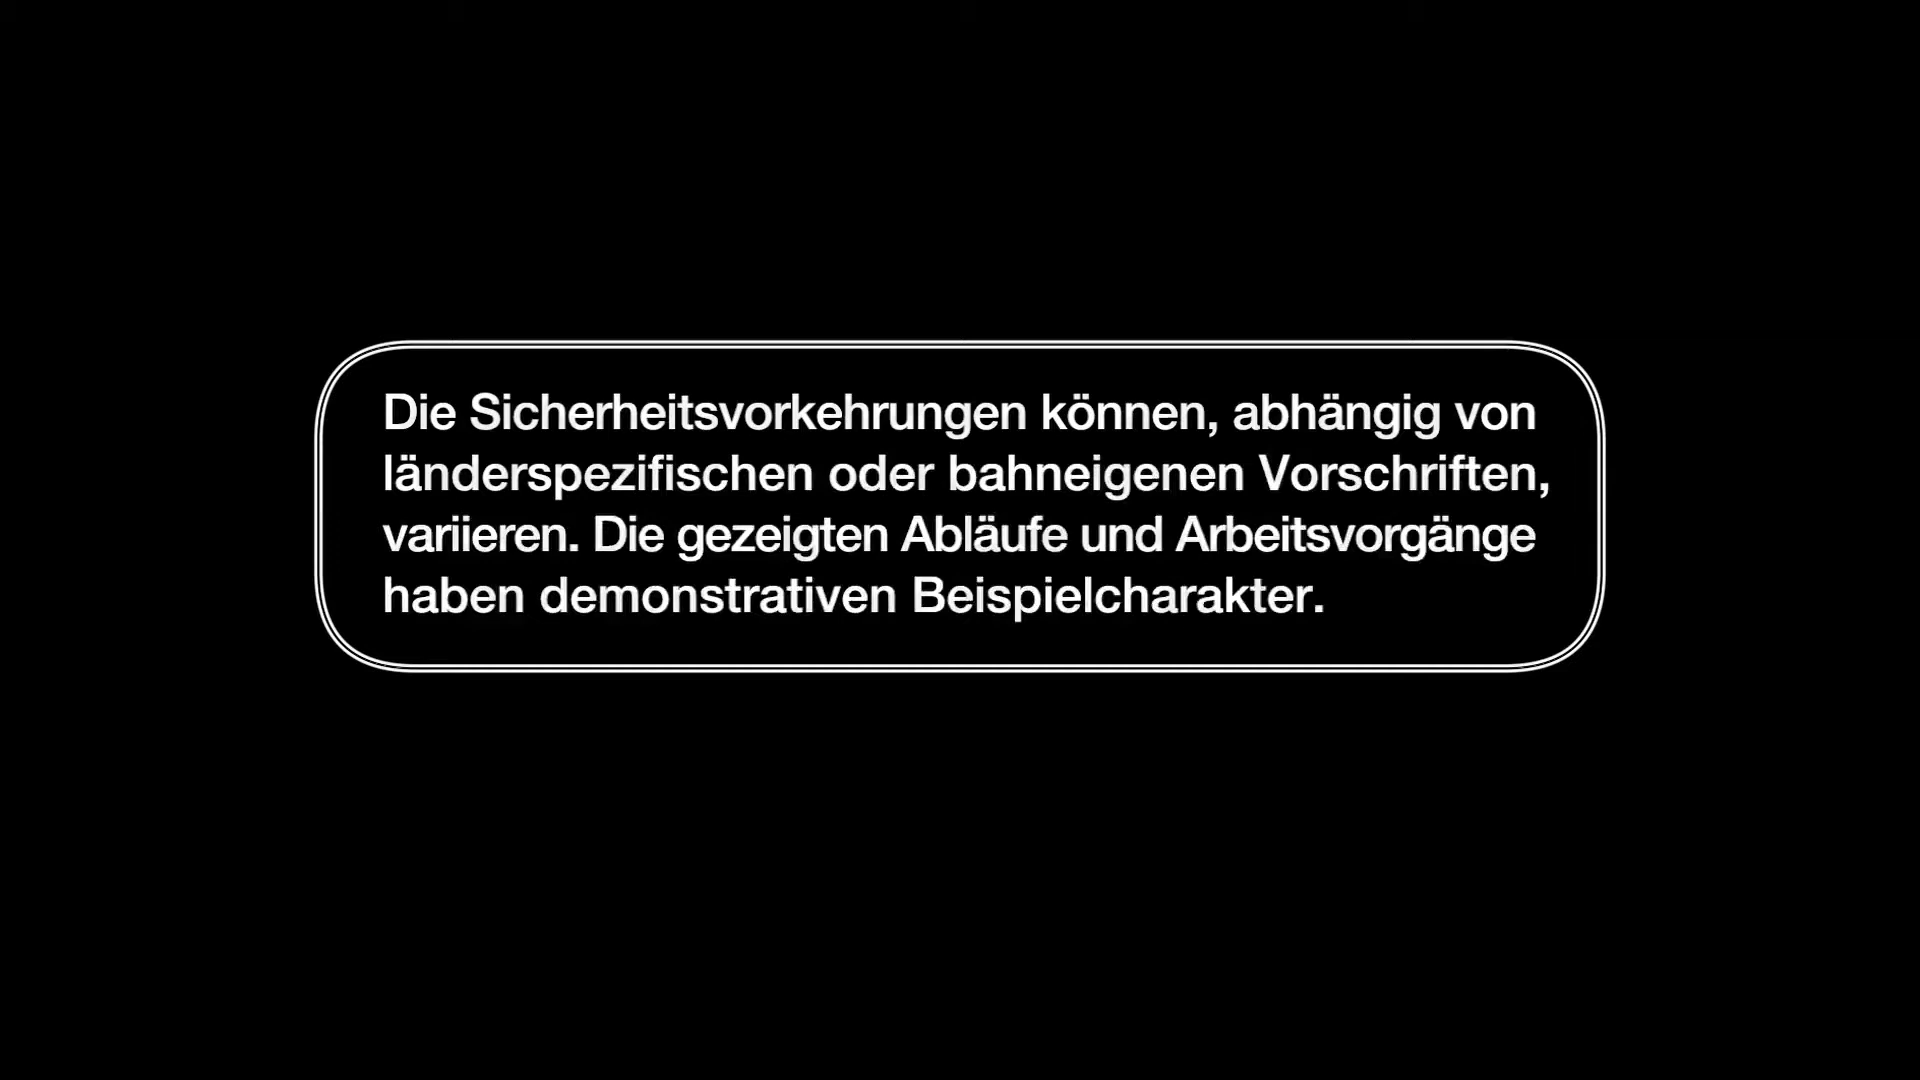 Die Sicherheitsvorkehrungen können, abhängig von
länderspezifischen oder bahneigenen Vorschriften,
variieren. Die gezeigten Abläufe und Arbeitsvorgänge
haben demonstrativen Beispielcharakter.